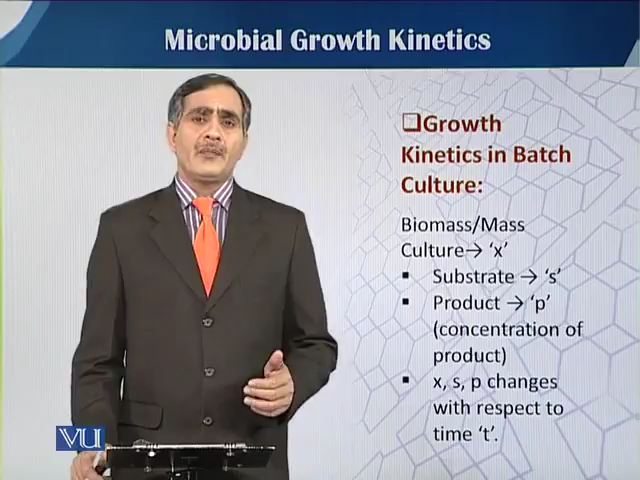 Microbial Growth Kinetics
❑Growth
Kinetics in Batch
Culture:
Biomass/Mass
Culture→ ‘x’
▪ Substrate → ‘s’
▪ Product → ‘p’
(concentration of
product)
▪ x, s, p changes
with respect to
time ‘t’.
VU